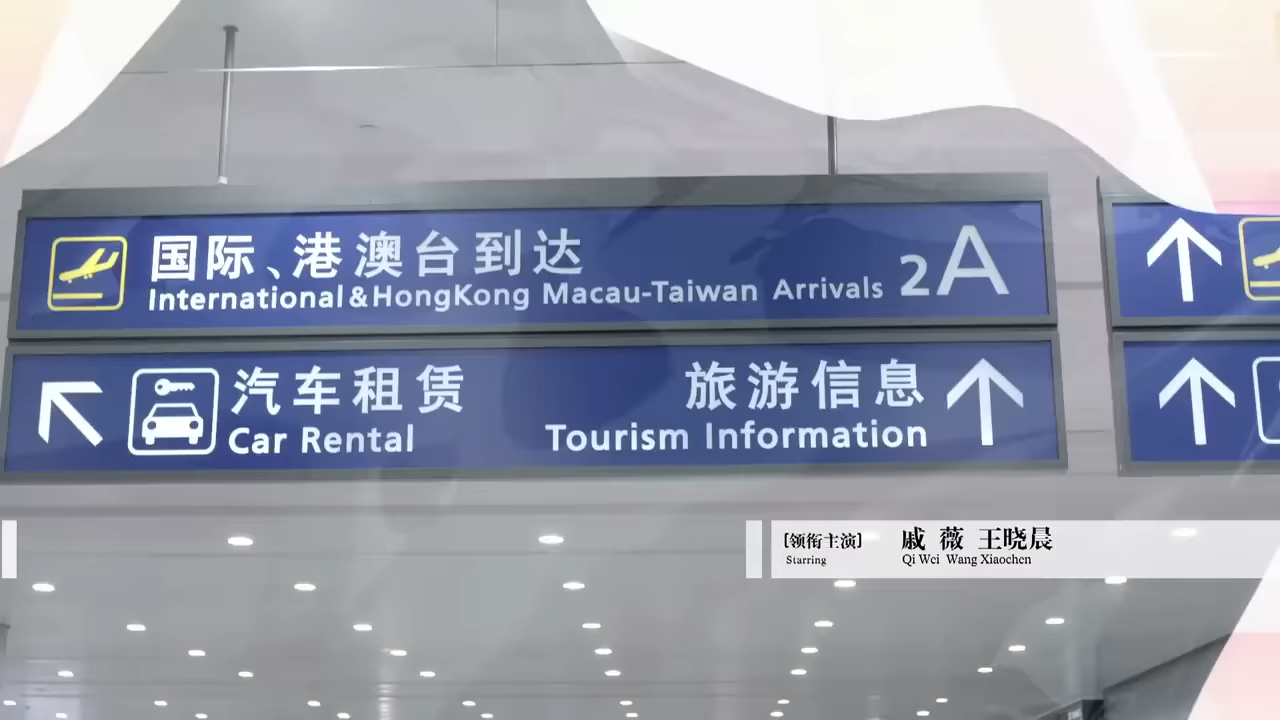 国际、港澳台到达
International&HongKong Macau-Taiwan Arrivals 2A
汽车租赁
Car Rental
旅游信息
Tourism Information
[领衔主演] 戚 薇 王晓晨
Starring Qi Wei Wang Xiaochen